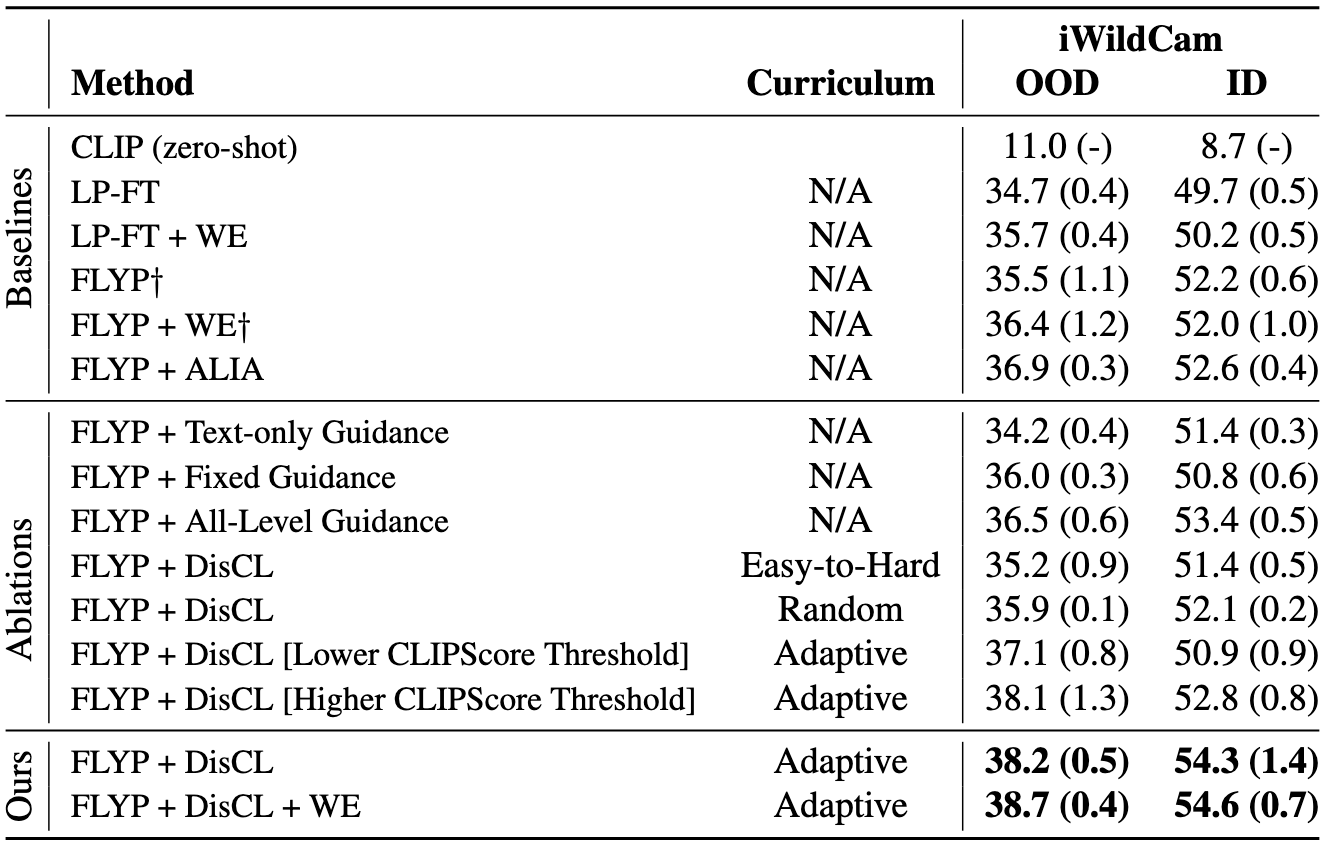 iWildCam
Method Curriculum OOD ID
Baselines
CLIP (zero-shot) 11.0 (-) 8.7 (-)
LP-FT N/A 34.7 (0.4) 49.7 (0.5)
LP-FT + WE N/A 35.7 (0.4) 50.2 (0.5)
FLYP† N/A 35.5 (1.1) 52.2 (0.6)
FLYP + WE† N/A 36.4 (1.2) 52.0 (1.0)
FLYP + ALIA N/A 36.9 (0.3) 52.6 (0.4)
Ablations
FLYP + Text-only Guidance N/A 34.2 (0.4) 51.4 (0.3)
FLYP + Fixed Guidance N/A 36.0 (0.3) 50.8 (0.6)
FLYP + All-Level Guidance N/A 36.5 (0.6) 53.4 (0.5)
FLYP + DisCL Easy-to-Hard 35.2 (0.9) 51.4 (0.5)
FLYP + DisCL Random 35.9 (0.1) 52.1 (0.2)
FLYP + DisCL [Lower CLIPScore Threshold] Adaptive 37.1 (0.8) 50.9 (0.9)
FLYP + DisCL [Higher CLIPScore Threshold] Adaptive 38.1 (1.3) 52.8 (0.8)
Ours
FLYP + DisCL Adaptive 38.2 (0.5) 54.3 (1.4)
FLYP + DisCL + WE Adaptive 38.7 (0.4) 54.6 (0.7)